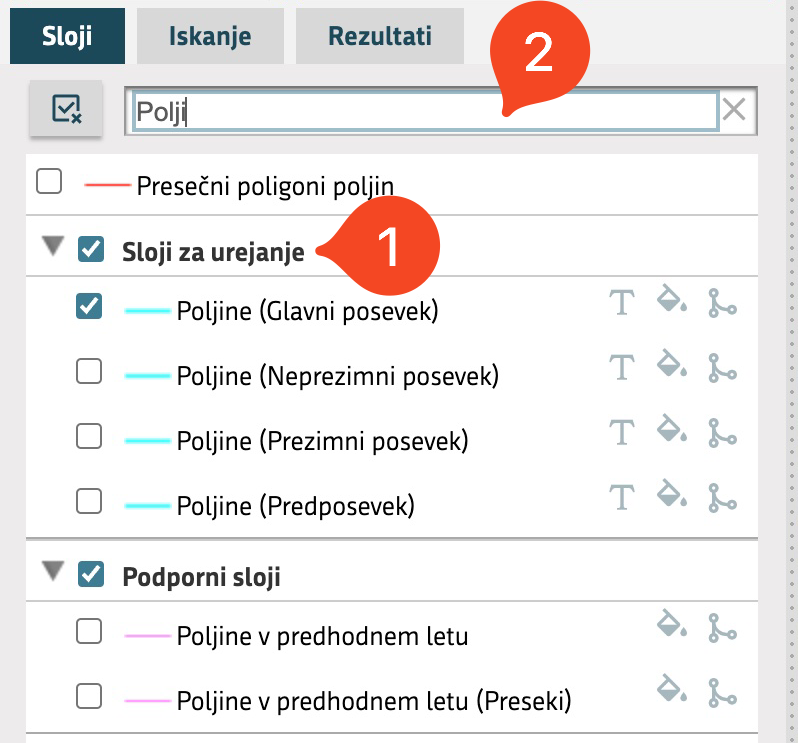 Sloji Iskanje Rezultati
2
Polji
Presečni poligoni poljin
Sloji za urejanje 1
Poljine (Glavni posevek)
Poljine (Neprezimni posevek)
Poljine (Prezimni posevek)
Poljine (Predposevek)
Podporni sloji
Poljine v predhodnem letu
Poljine v predhodnem letu (Preseki)